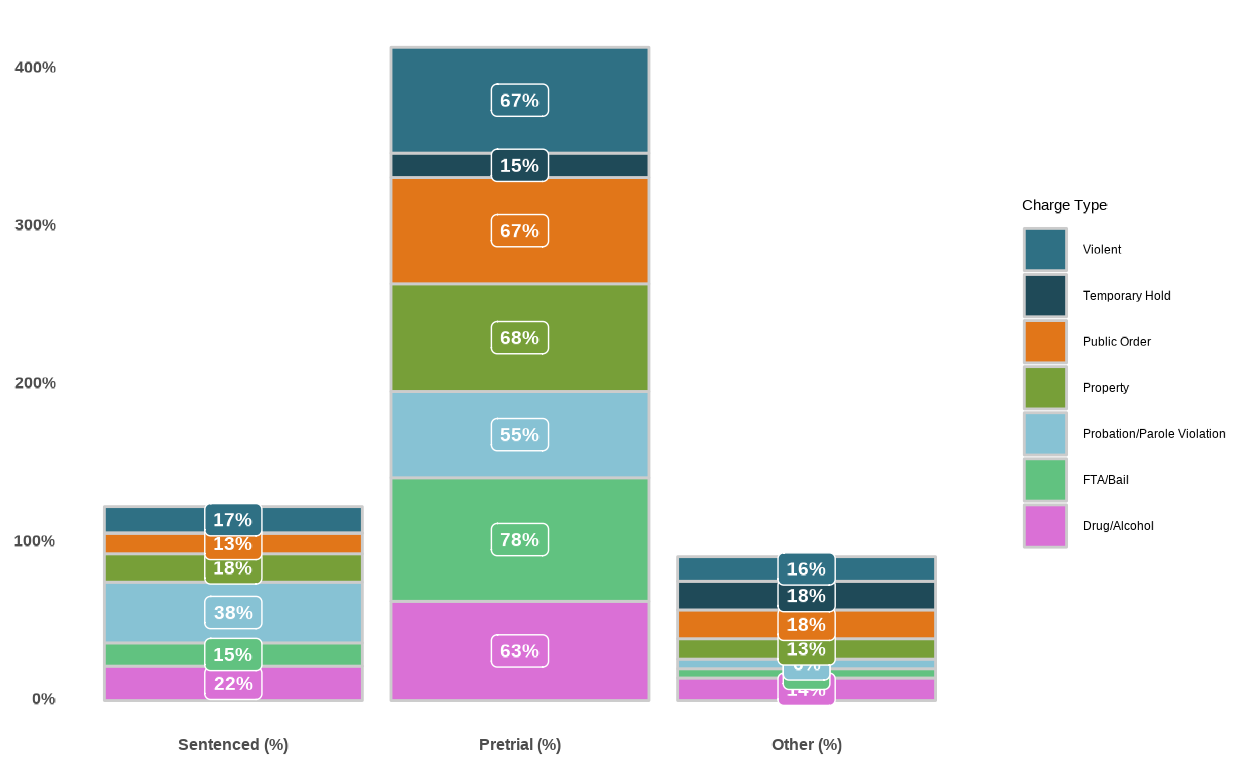 400%
300%
200%
100%
0%
17%
13%
18%
38%
15%
22%
67%
15%
67%
68%
55%
78%
63%
16%
18%
18%
13%
14%
Sentenced (%)
Pretrial (%)
Other (%)
Charge Type
Violent
Temporary Hold
Public Order
Property
Probation/Parole Violation
FTA/Bail
Drug/Alcohol